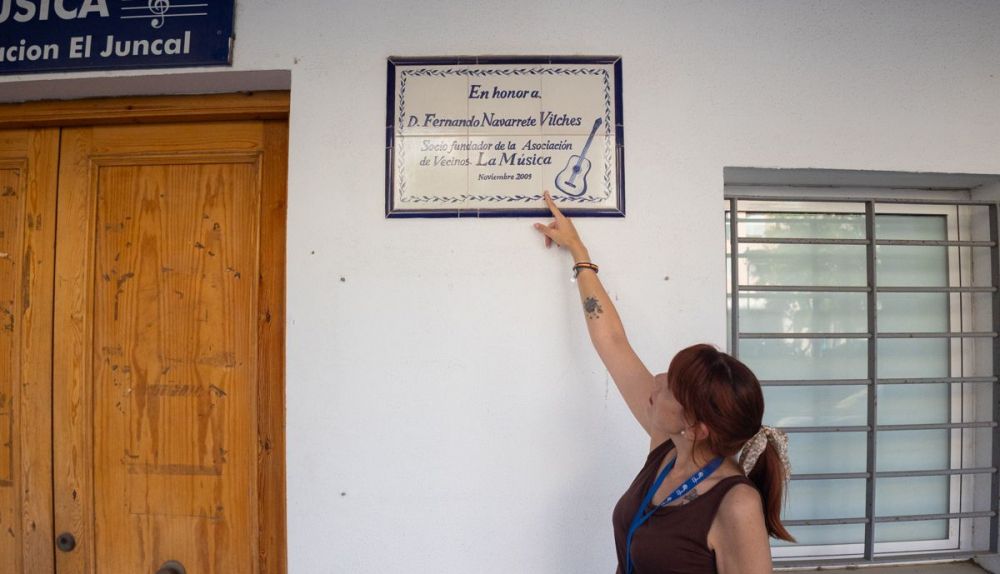 ÚSICA
acion El Juncal
En honor a
D. Fernando Navarrete Vilches
Socio fundador de la Asociación
de Vecinos La Música
Noviembre 2005